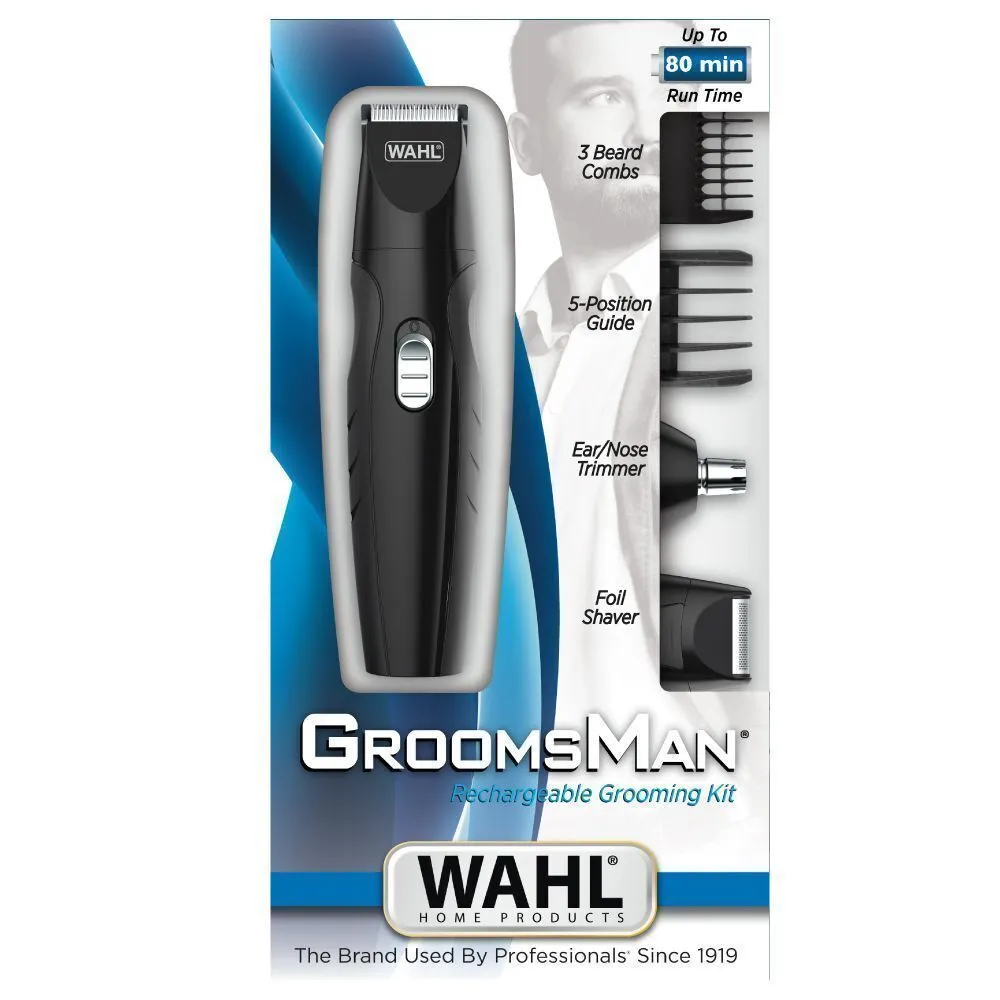 Up To
80 min
Run Time
WAHL®
3 Beard
Combs
5-Position
Guide
Ear/Nose
Trimmer
Foil
Shaver
GROOMSMAN®
Rechargeable Grooming Kit
WAHL®
HOME PRODUCTS
The Brand Used By Professionals Since 1919